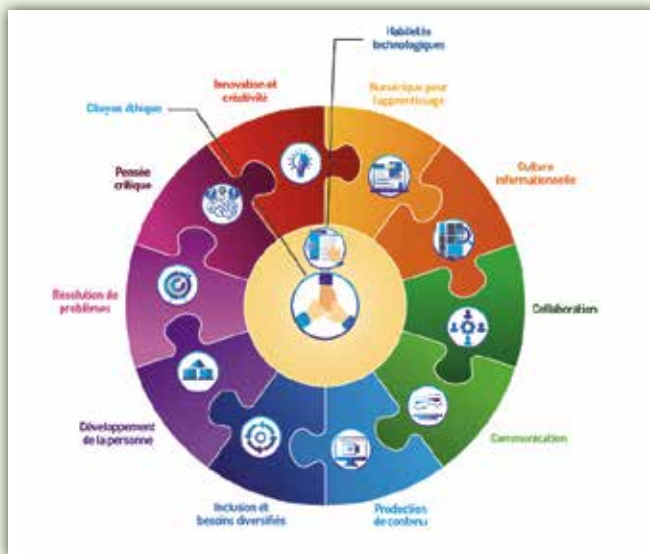 Habiletés
technologiques
Innovation et
créativité
Numérique pour
l'apprentissage
Citoyen éthique
Culture
informationnelle
Pensée
critique
Résolution de
problèmes
Collaboration
Développement
de la personne
Communication
Inclusion et
besoins diversifiés
Production
de contenu